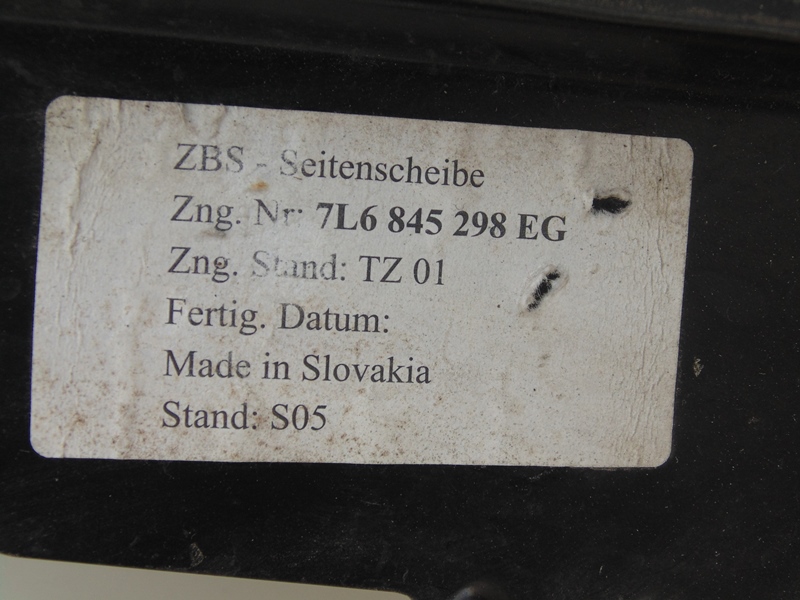 ZBS - Seitenscheibe
Zng. Nr: 7L6 845 298 EG
Zng. Stand: TZ 01
Fertig. Datum:
Made in Slovakia
Stand: S05